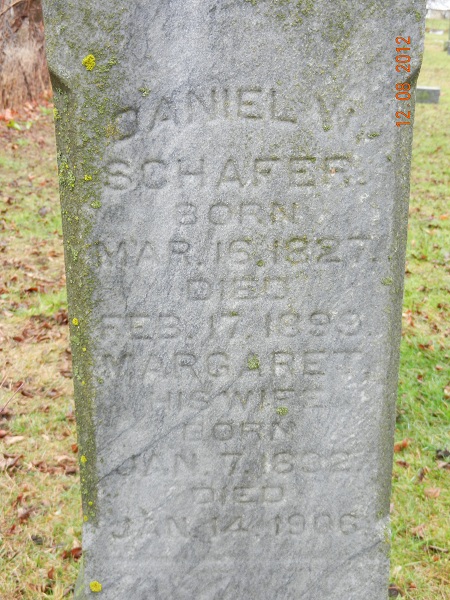 DANIEL W.
SCHAFER.
BORN
MAR. 16, 1827.
DIED
FEB. 17, 1899.
MARGARET.
HIS WIFE
BORN
JAN. 7, 1832.
DIED
JAN. 14, 1906.
12 08 2012